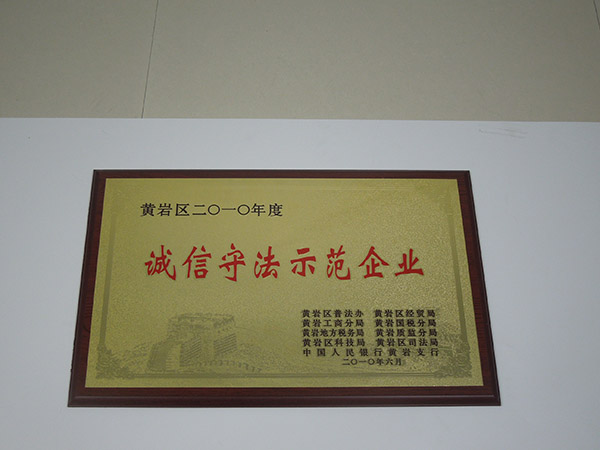 黄岩区二〇一〇年度
诚信守法示范企业
黄岩区普法办 黄岩区经贸局
黄岩工商分局 黄岩国税分局
黄岩地方税务局 黄岩质监分局
黄岩区科技局 黄岩区司法局
中国人民银行黄岩支行
二〇一〇年六月